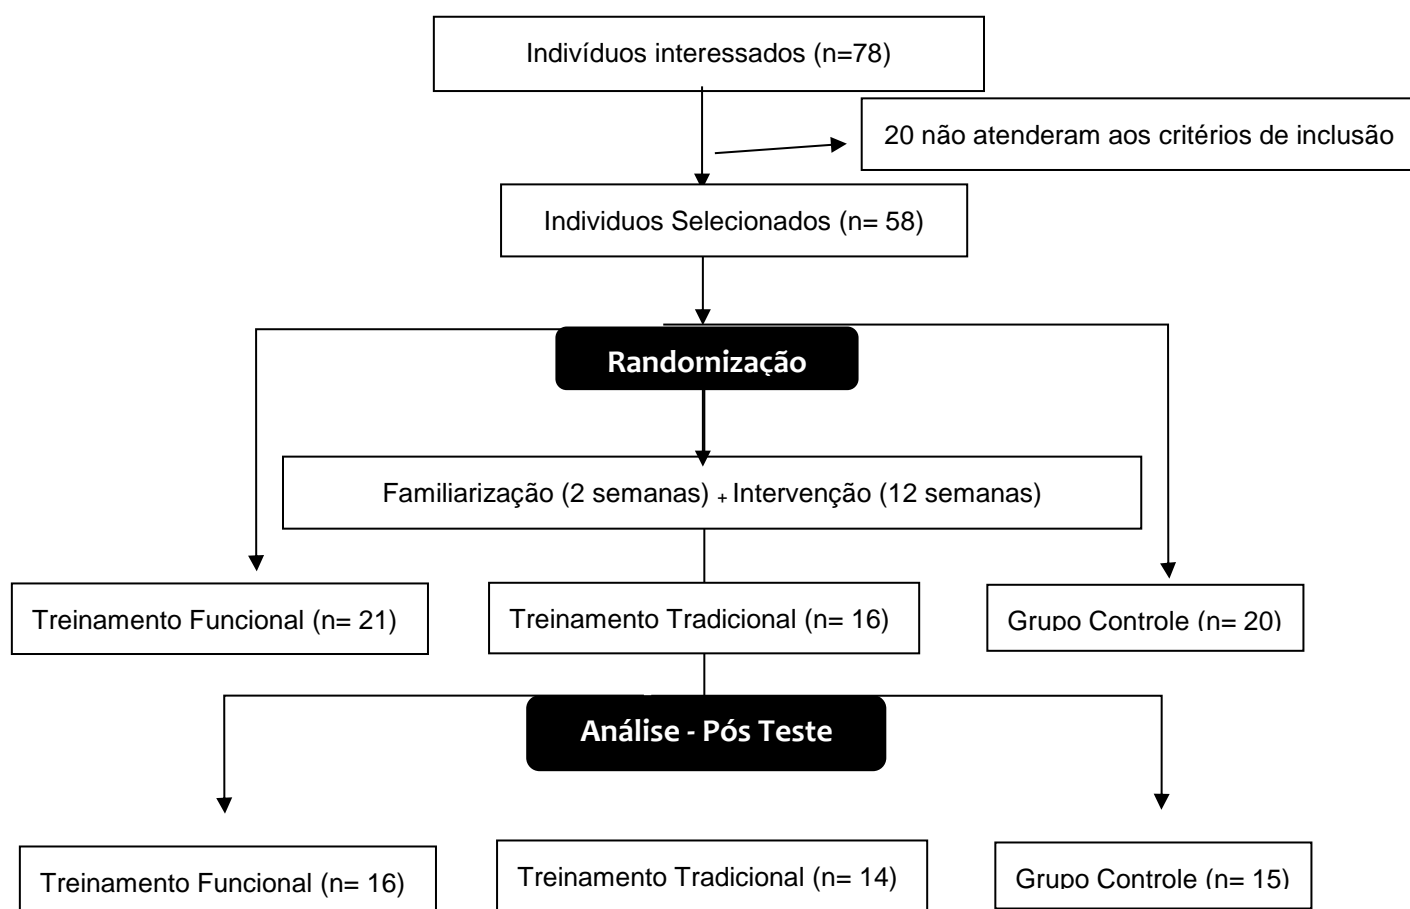 Indivíduos interessados (n=78)
20 não atenderam aos critérios de inclusão
Individuos Selecionados (n= 58)
Randomização
Familiarização (2 semanas) + Intervenção (12 semanas)
Treinamento Funcional (n= 21)
Treinamento Tradicional (n= 16)
Grupo Controle (n= 20)
Análise - Pós Teste
Treinamento Funcional (n= 16)
Treinamento Tradicional (n= 14)
Grupo Controle (n= 15)